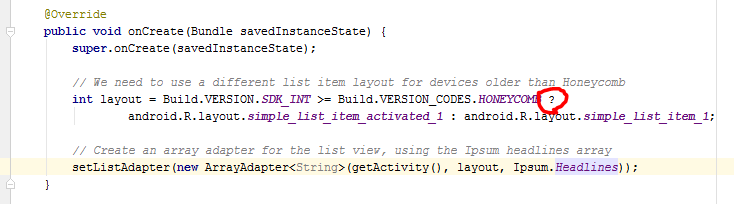 @Override
public void onCreate(Bundle savedInstanceState) {
super.onCreate(savedInstanceState);
// We need to use a different list item layout for devices older than Honeycomb
int layout = Build.VERSION.SDK_INT >= Build.VERSION_CODES.HONEYCOMB ?
android.R.layout.simple_list_item_activated_1 : android.R.layout.simple_list_item_1;
// Create an array adapter for the list view, using the Ipsum headlines array
setListAdapter(new ArrayAdapter<String>(getActivity(), layout, Ipsum.Headlines));
}